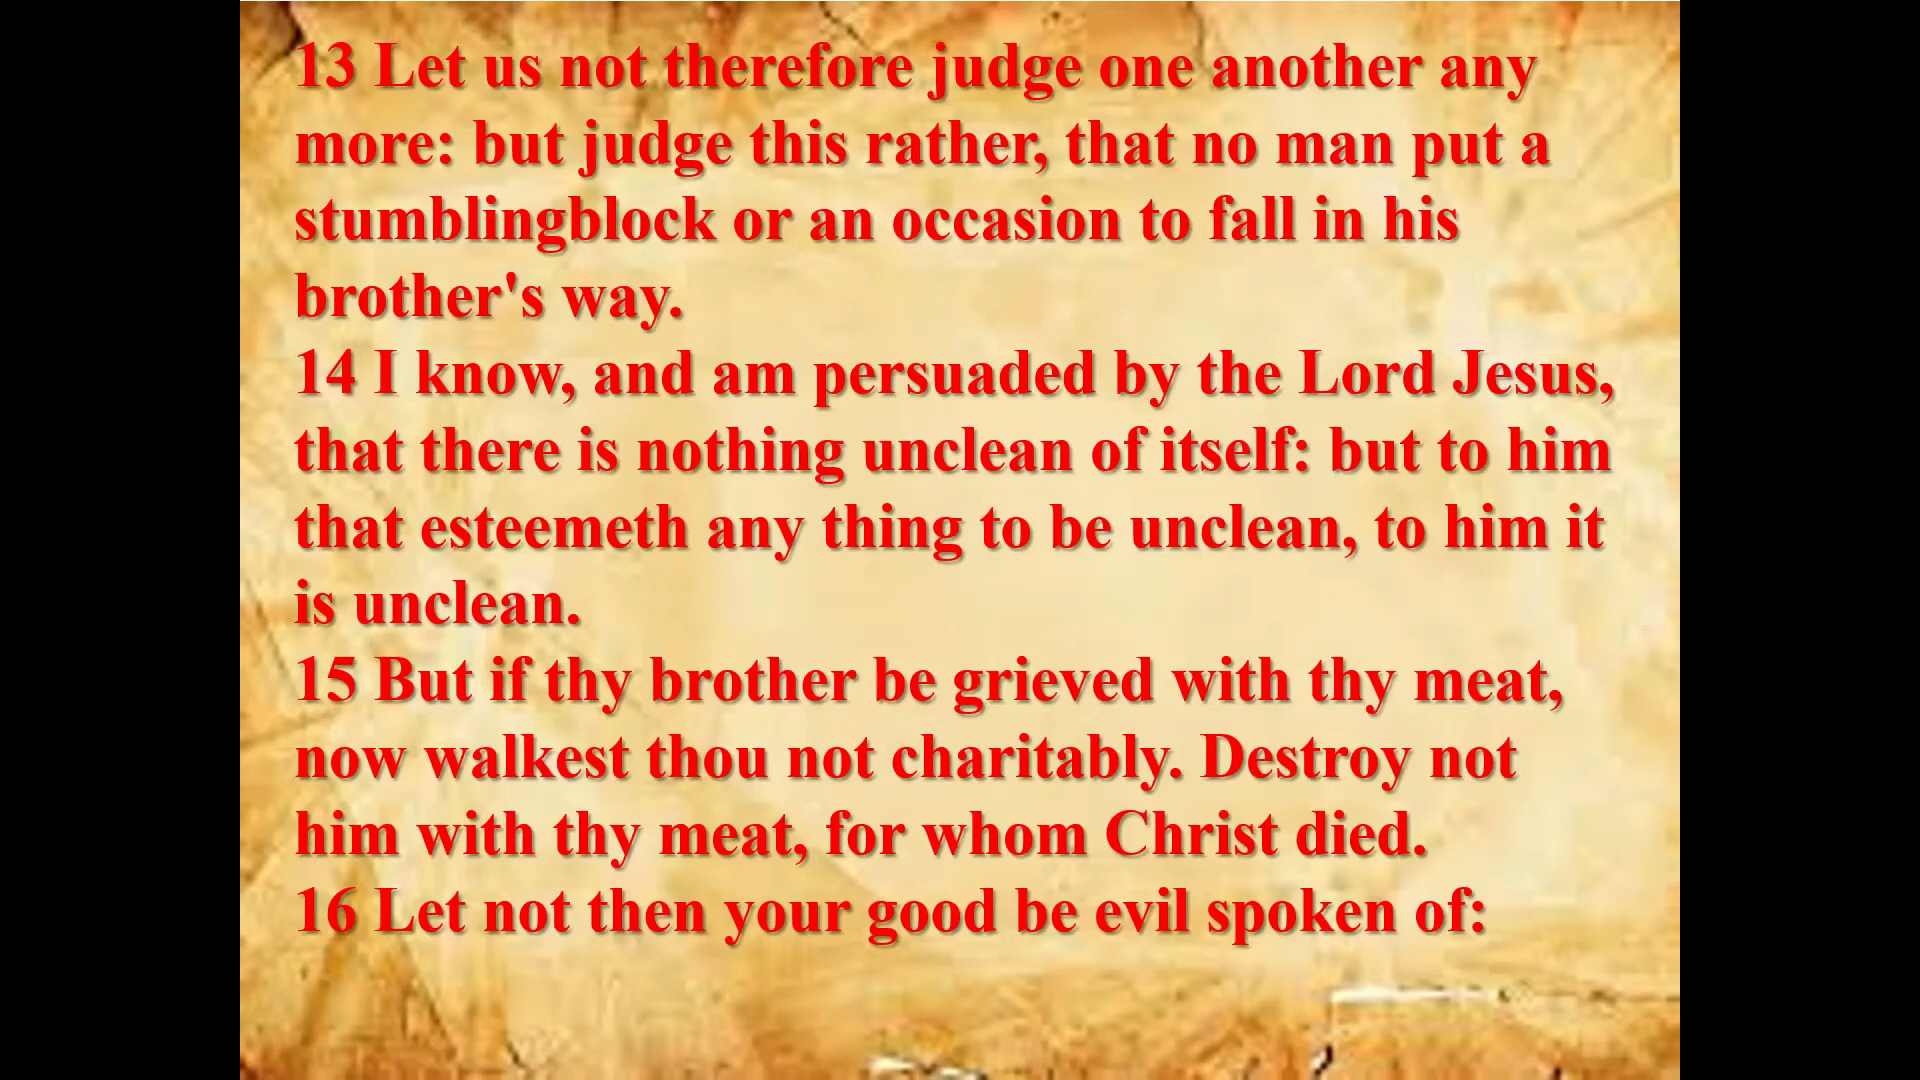 13 Let us not therefore judge one another any
more: but judge this rather, that no man put a
stumblingblock or an occasion to fall in his
brother's way.
14 I know, and am persuaded by the Lord Jesus,
that there is nothing unclean of itself: but to him
that esteemeth any thing to be unclean, to him it
is unclean.
15 But if thy brother be grieved with thy meat,
now walkest thou not charitably. Destroy not
him with thy meat, for whom Christ died.
16 Let not then your good be evil spoken of: